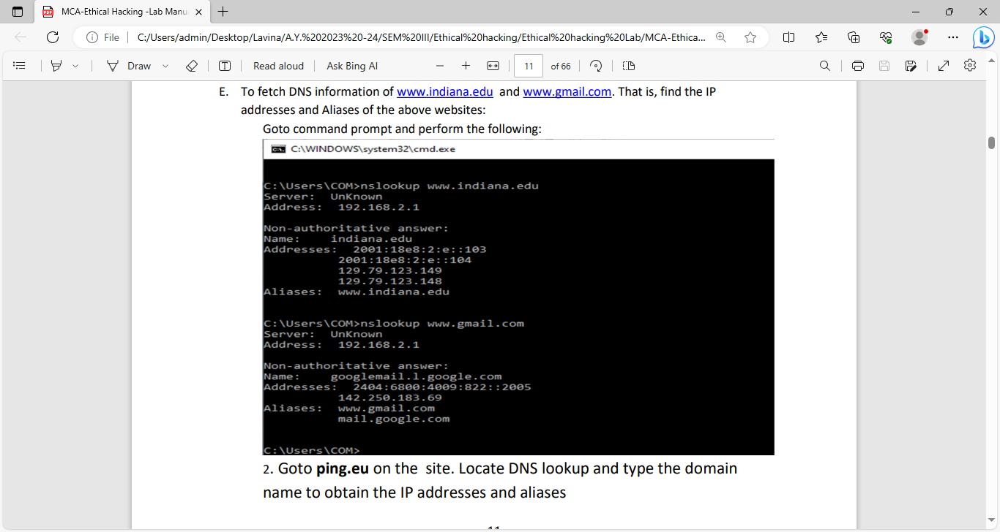 MCA-Ethical Hacking -Lab Manu
File
C:/Users/admin/Desktop/Lavina/A.Y.%202023%20-24/SEM%20III/Ethical%20hacking/Ethical%20hacking%20Lab/MCA-Ethica...
Draw
Read aloud
Ask Bing AI
11
of 66
E. To fetch DNS information of www.indiana.edu and www.gmail.com. That is, find the IP
addresses and Aliases of the above websites:
Goto command prompt and perform the following:
C:\WINDOWS\system32\cmd.exe
C:\Users\COM>nslookup www.indiana.edu
Server: UnKnown
Address: 192.168.2.1
Non-authoritative answer:
Name: indiana.edu
Addresses: 2001:18e8:2:e::103
2001:18e8:2:e::104
129.79.123.149
129.79.123.148
Aliases: www.indiana.edu
C:\Users\COM>nslookup www.gmail.com
Server: UnKnown
Address: 192.168.2.1
Non-authoritative answer:
Name: googlemail.l.google.com
Addresses: 2404:6800:4009:822::2005
142.250.183.69
Aliases: www.gmail.com
mail.google.com
C:\Users\COM>
2. Goto ping.eu on the site. Locate DNS lookup and type the domain
name to obtain the IP addresses and aliases
11